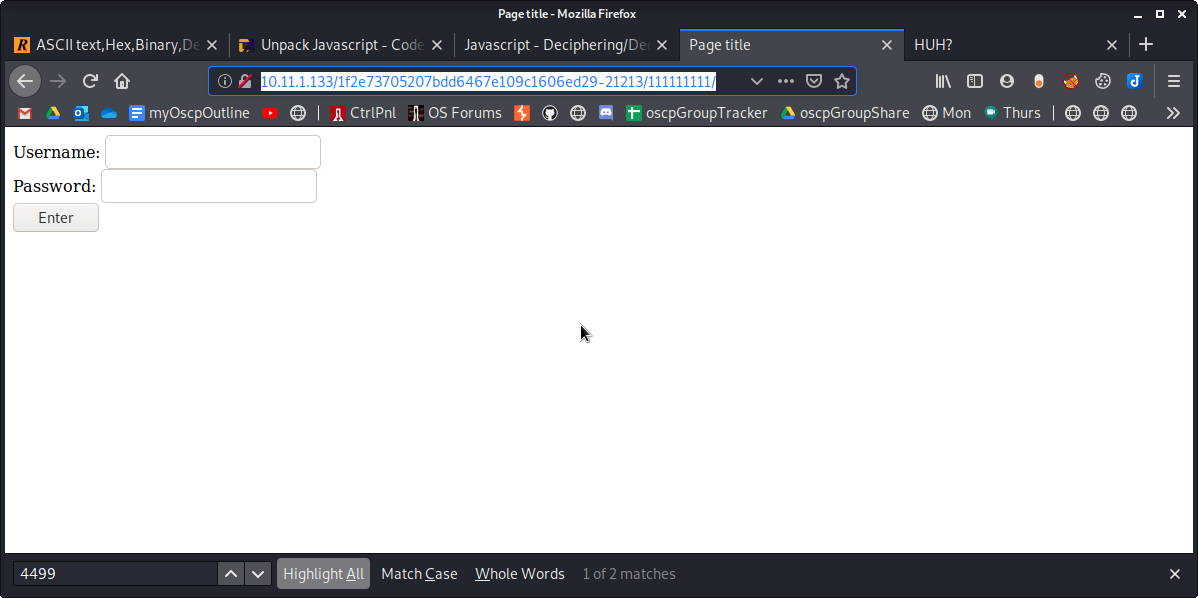 Page title - Mozilla Firefox
ASCII text,Hex,Binary,De Unpack Javascript - Code Javascript - Deciphering/Dec Page title HUH?
10.11.1.133/1f2e73705207bdd6467e109c1606ed29-21213/111111111/
myOscpOutline CtrlPnl OS Forums oscpGroupTracker oscpGroupShare Mon Thurs
Username:
Password:
Enter
4499 Highlight All Match Case Whole Words 1 of 2 matches